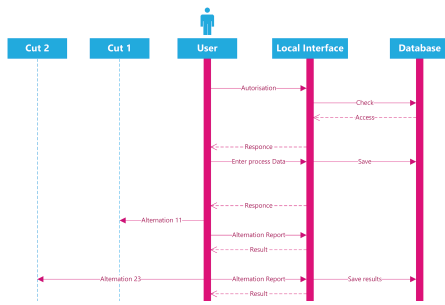 Cut 2 Cut 1 User Local Interface Database
Autorisation
Check
Access
Responce
Enter process Data Save
Responce
Alternation 11
Alternation Report
Result
Alternation 23 Alternation Report Save results
Result